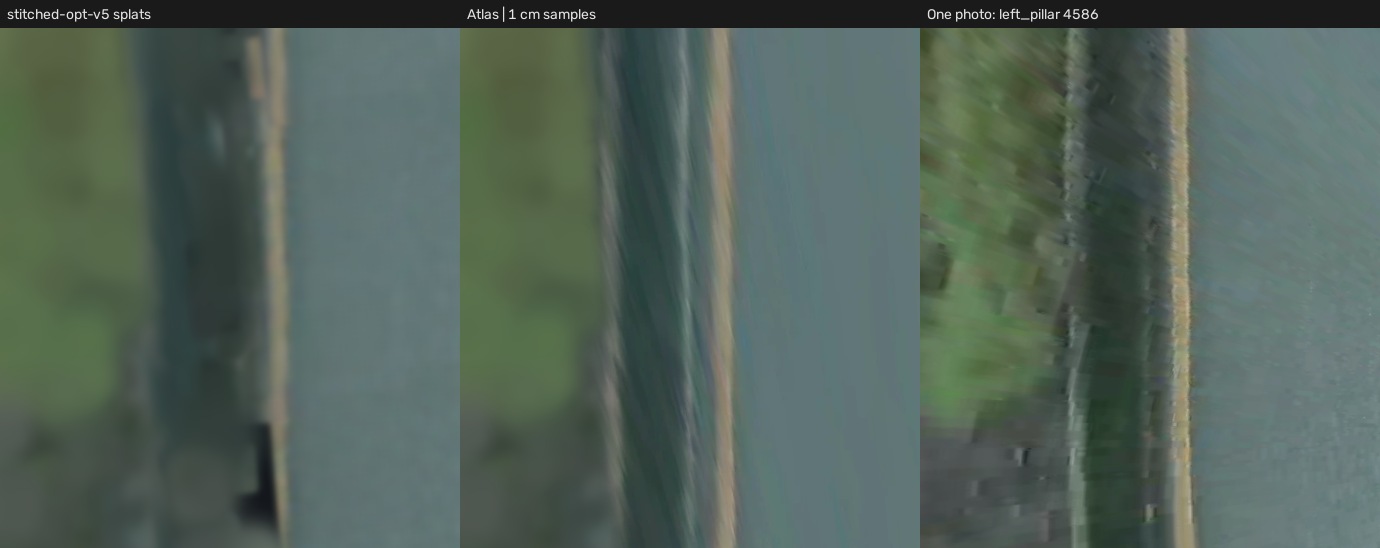 stitched-opt-v5 splats
Atlas | 1 cm samples
One photo: left_pillar 4586